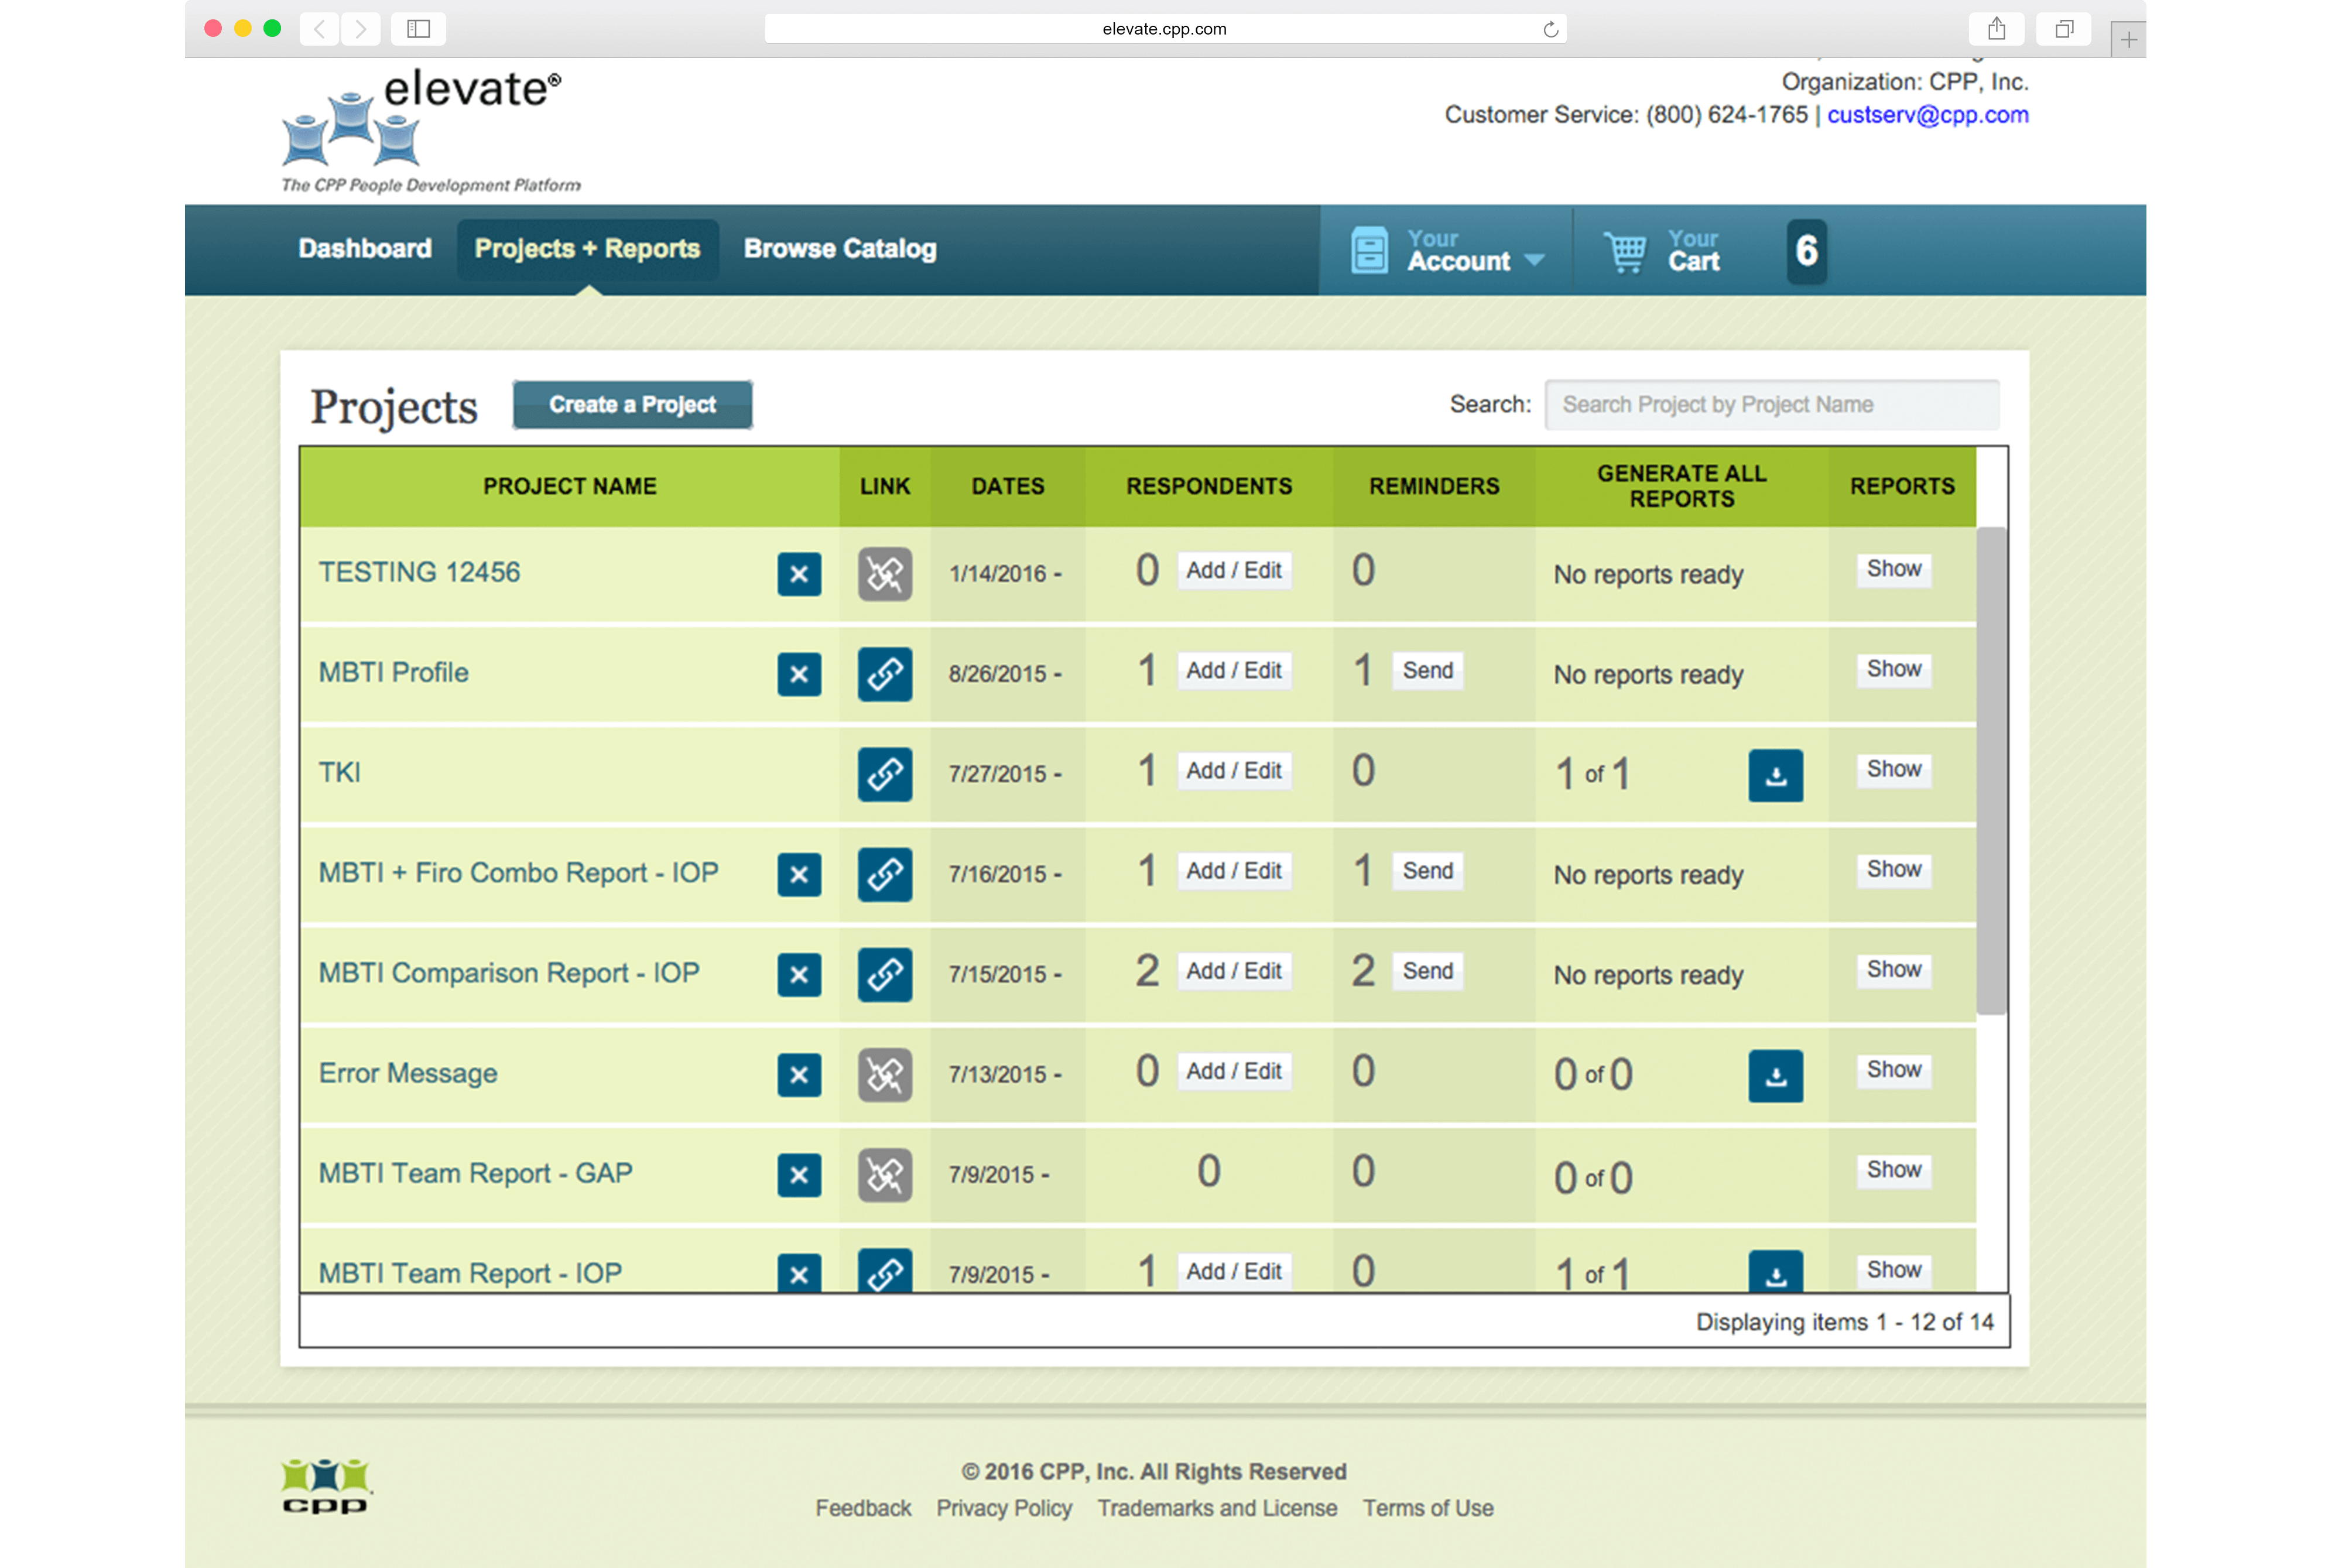 elevate.cpp.com
elevate®
The CPP People Development Platform
Organization: CPP, Inc.
Customer Service: (800) 624-1765 | custserv@cpp.com
Dashboard Projects + Reports Browse Catalog Your Account Your Cart 6
Projects Create a Project Search: Search Project by Project Name
PROJECT NAME LINK DATES RESPONDENTS REMINDERS GENERATE ALL REPORTS REPORTS
TESTING 12456 1/14/2016 - 0 Add / Edit 0 No reports ready Show
MBTI Profile 8/26/2015 - 1 Add / Edit 1 Send No reports ready Show
TKI 7/27/2015 - 1 Add / Edit 0 1 of 1 Show
MBTI + Firo Combo Report - IOP 7/16/2015 - 1 Add / Edit 1 Send No reports ready Show
MBTI Comparison Report - IOP 7/15/2015 - 2 Add / Edit 2 Send No reports ready Show
Error Message 7/13/2015 - 0 Add / Edit 0 0 of 0 Show
MBTI Team Report - GAP 7/9/2015 - 0 0 0 of 0 Show
MBTI Team Report - IOP 7/9/2015 - 1 Add / Edit 0 1 of 1 Show
Displaying items 1 - 12 of 14
cpp
© 2016 CPP, Inc. All Rights Reserved
Feedback Privacy Policy Trademarks and License Terms of Use